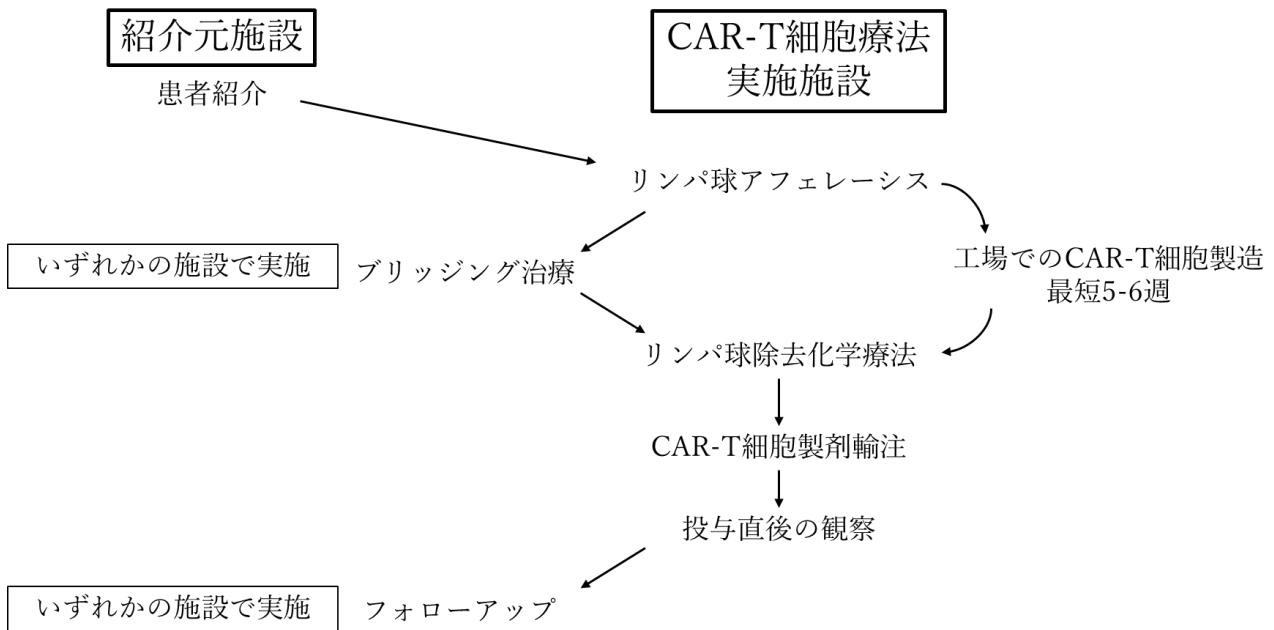 紹介元施設
CAR-T細胞療法
実施施設
患者紹介
リンパ球アフェレーシス
いずれかの施設で実施
ブリッジング治療
工場でのCAR-T細胞製造
最短5-6週
リンパ球除去化学療法
CAR-T細胞製剤輸注
投与直後の観察
いずれかの施設で実施
フォローアップ